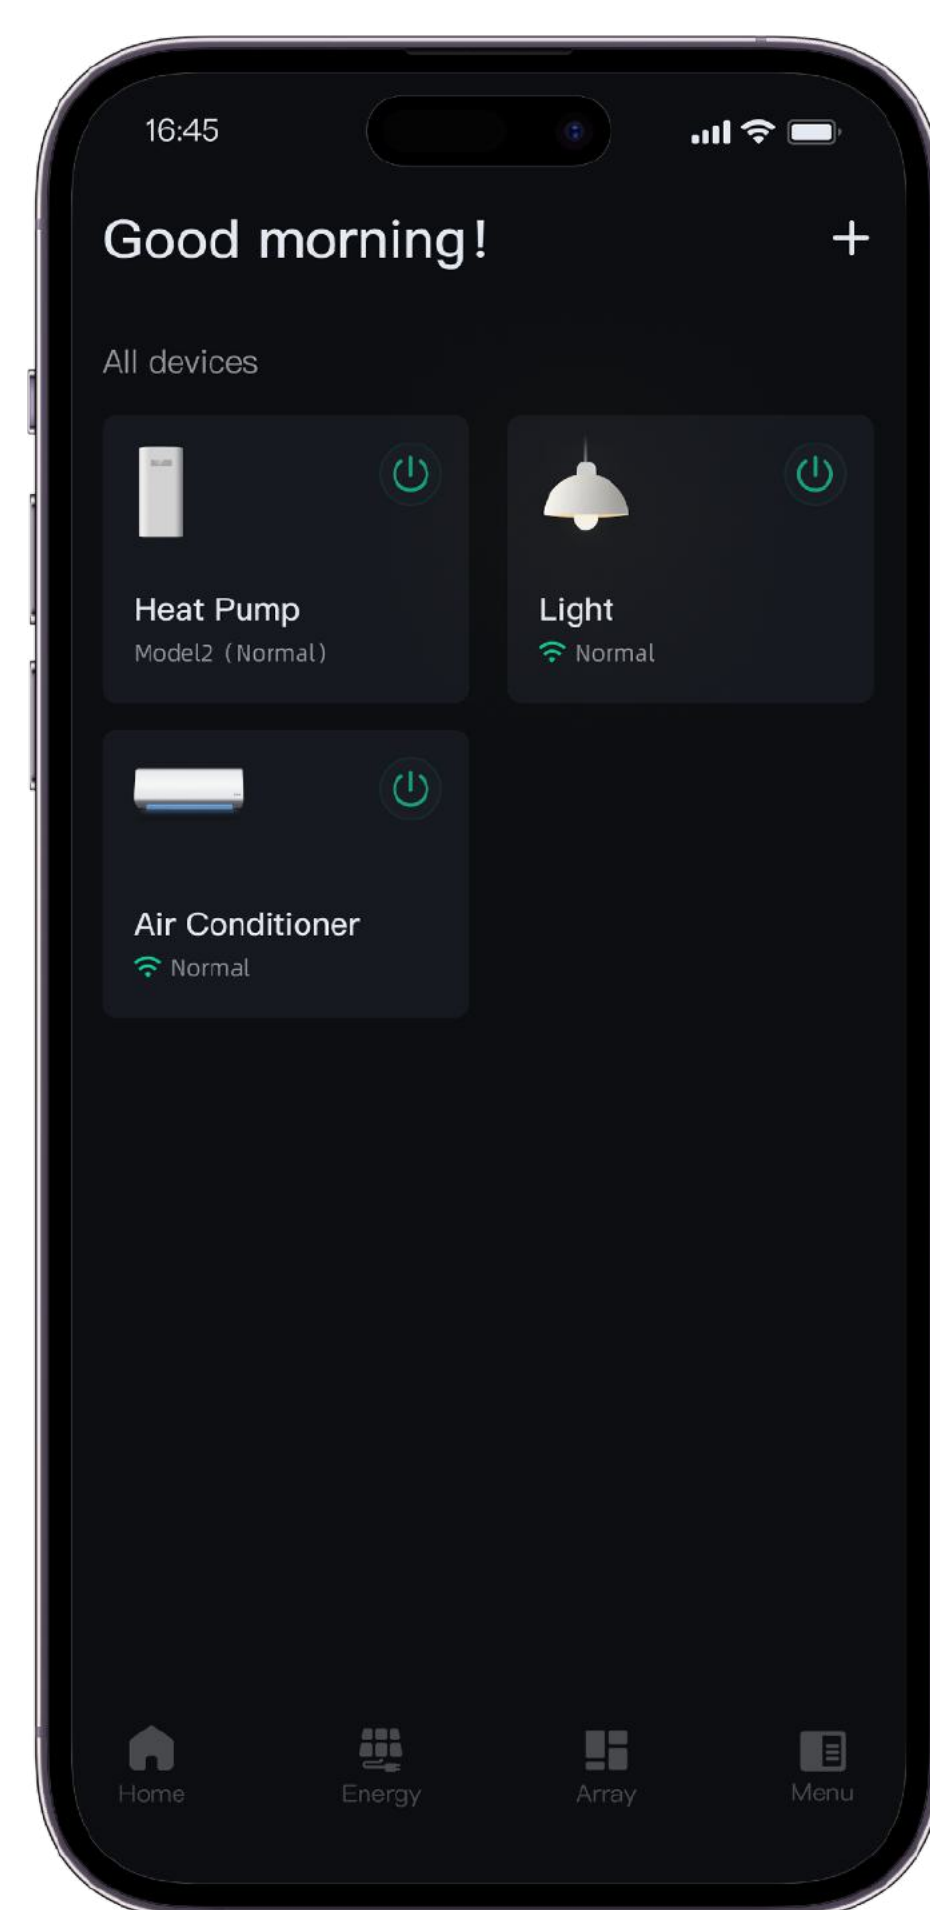 16:45
Good morning!
All devices
Heat Pump
Model2 (Normal)
Light
Normal
Air Conditioner
Normal
Home
Energy
Array
Menu